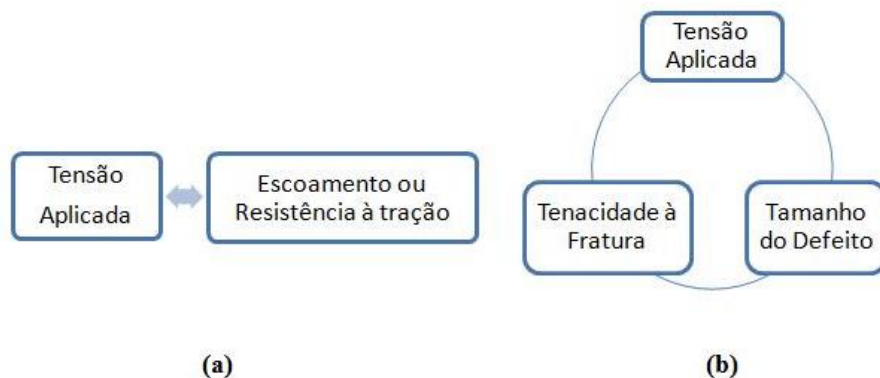 Tensão
Aplicada
Escoamento ou
Resistência à tração
(a)
Tensão
Aplicada
Tenacidade à
Fratura
Tamanho
do Defeito
(b)